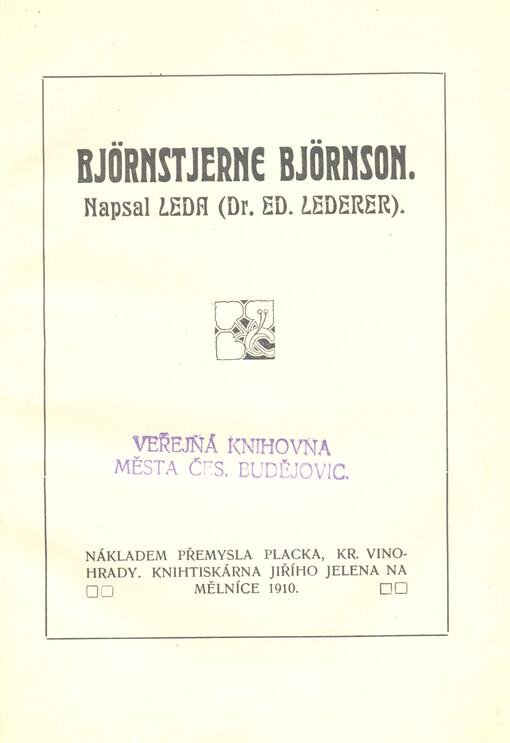 BJÖRNSTJERNE BJÖRNSON.
Napsal LEDA (Dr. ED. LEDERER).
VEŘEJNÁ KNIHOVNA
MĚSTA ČES. BUDĚJOVIC.
NÁKLADEM PŘEMYSLA PLACKA, KR. VINO-
HRADY. KNIHTISKÁRNA JIŘÍHO JELENA NA
MĚLNÍCE 1910.